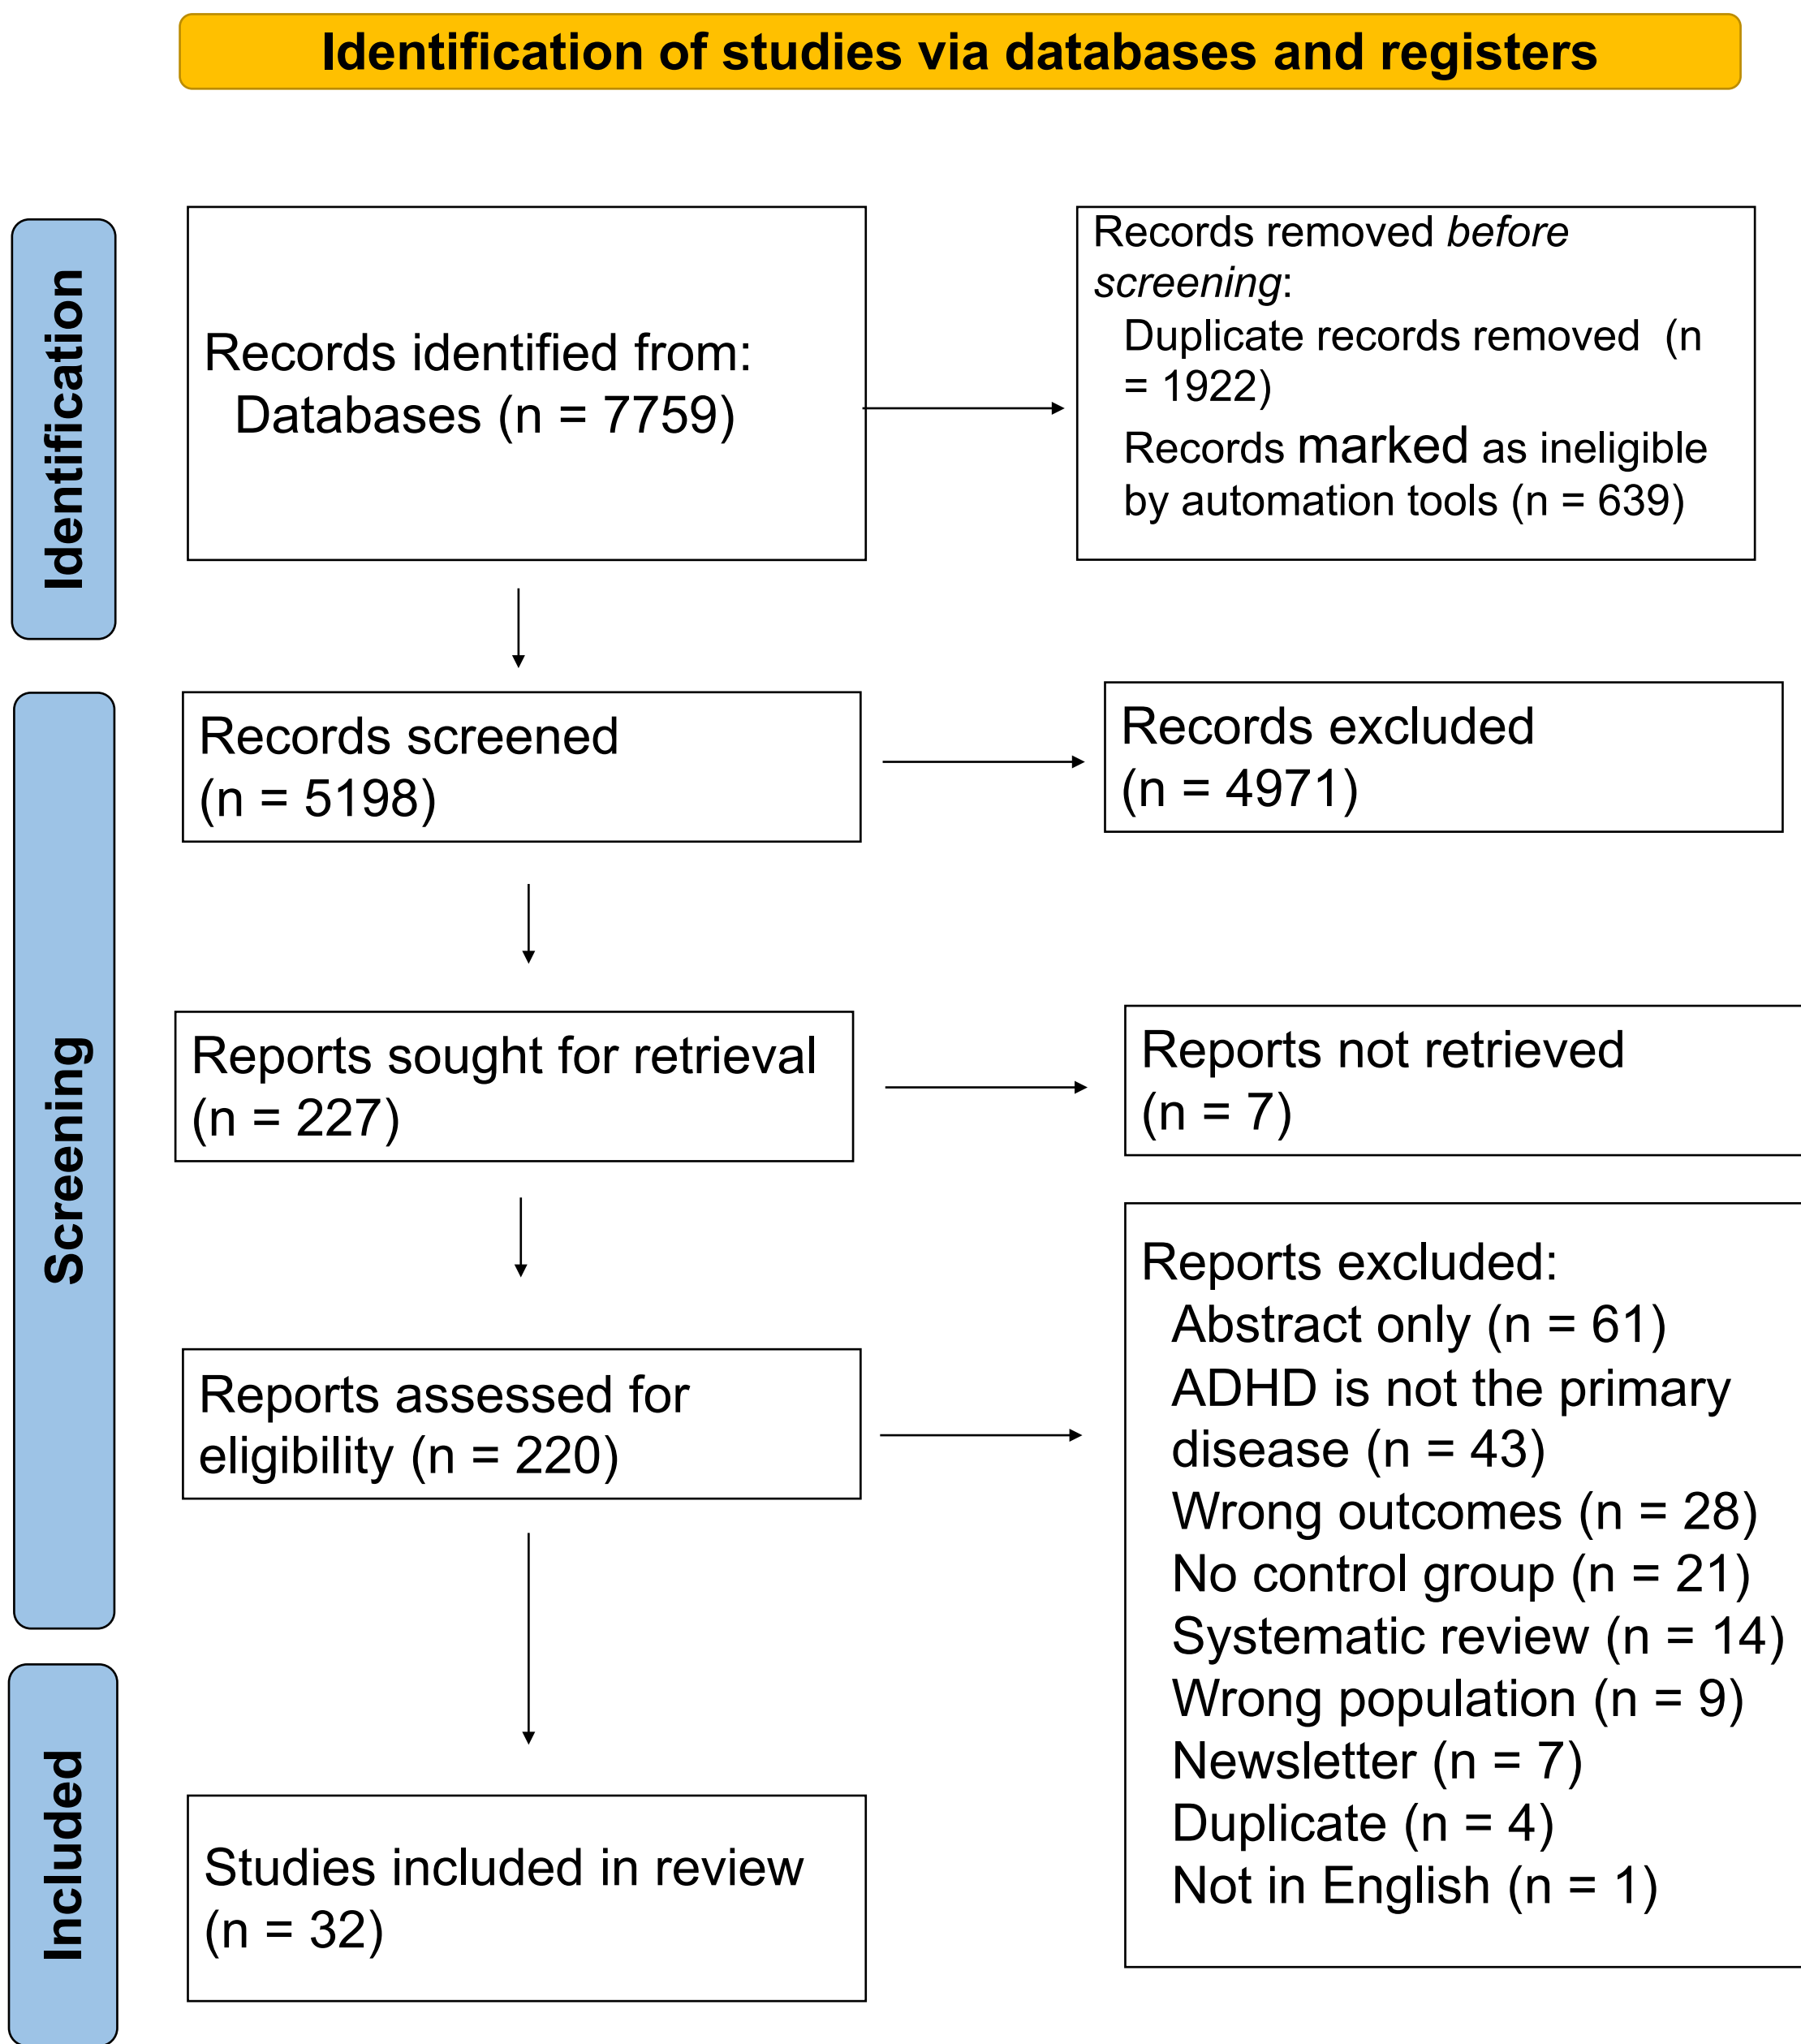 Identification of studies via databases and registers
Identification
Records identified from:
Databases (n = 7759)
Records removed before
screening:
Duplicate records removed  (n
= 1922)
Records marked as ineligible
by automation tools (n = 639)
Screening
Records screened
(n = 5198)
Records excluded
(n = 4971)
Reports sought for retrieval
(n = 227)
Reports not retrieved
(n = 7)
Reports assessed for
eligibility (n = 220)
Reports excluded:
Abstract only (n = 61)
ADHD is not the primary
disease (n = 43)
Wrong outcomes (n = 28)
No control group (n = 21)
Systematic review (n = 14)
Wrong population (n = 9)
Newsletter (n = 7)
Duplicate (n = 4)
Not in English (n = 1)
Included
Studies included in review
(n = 32)